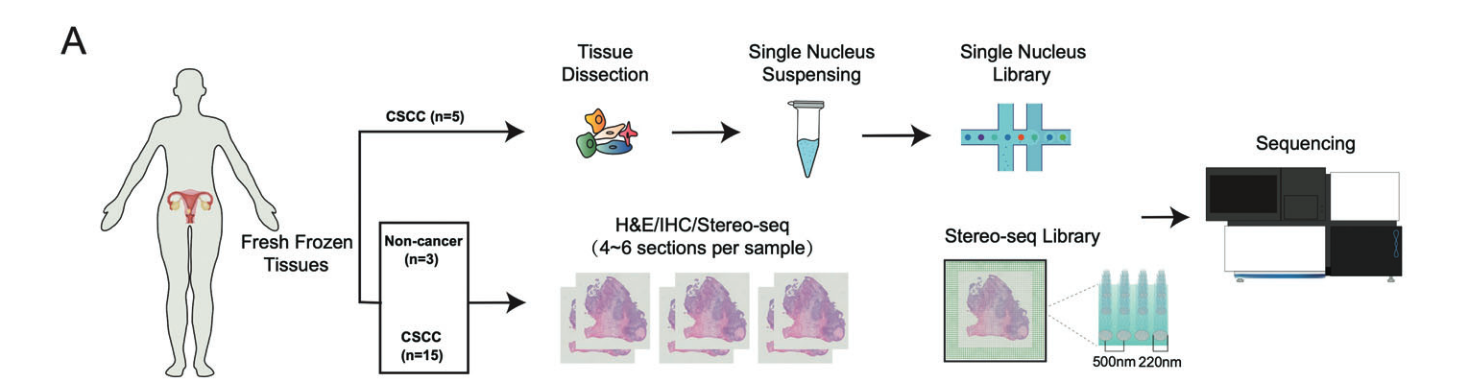 A
Tissue
Dissection
Single Nucleus
Suspensing
Single Nucleus
Library
CSCC (n=5)
Sequencing
Fresh Frozen
Tissues
Non-cancer
(n=3)
CSCC
(n=15)
H&E/IHC/Stereo-seq
(4~6 sections per sample)
Stereo-seq Library
500nm 220nm